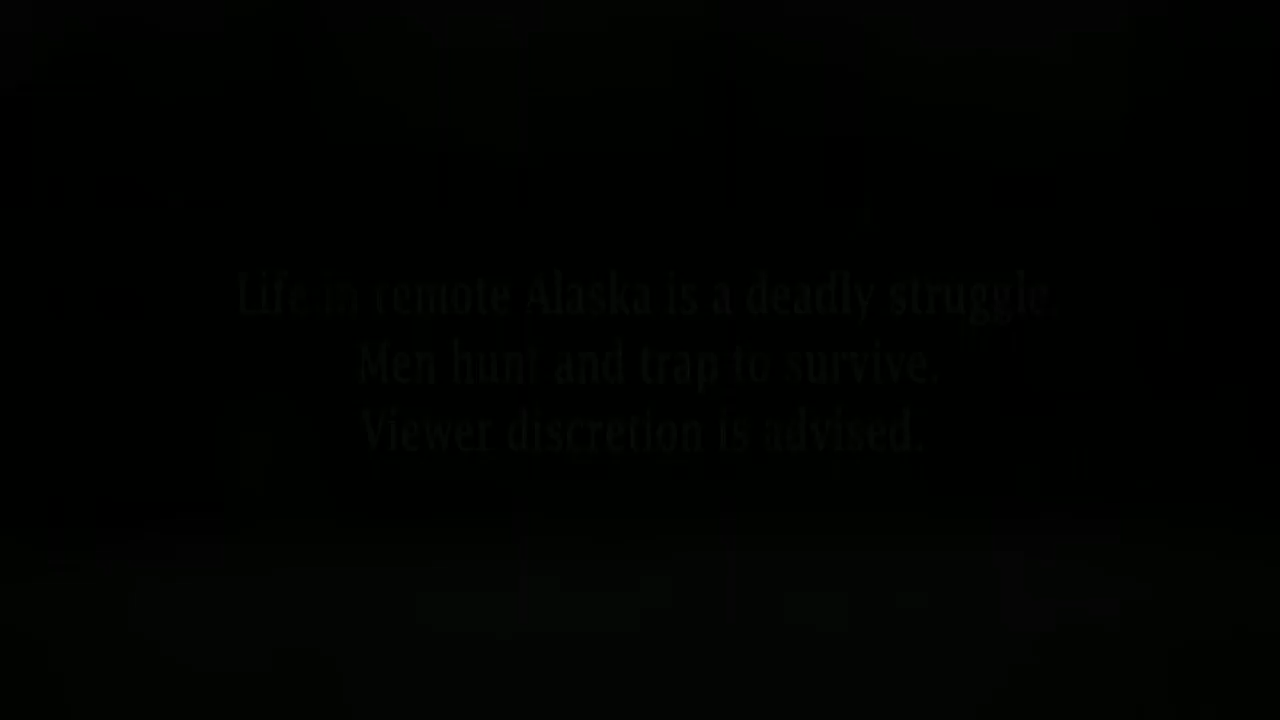 Life in remote Alaska is a deadly struggle.
Men hunt and trap to survive.
Viewer discretion is advised.